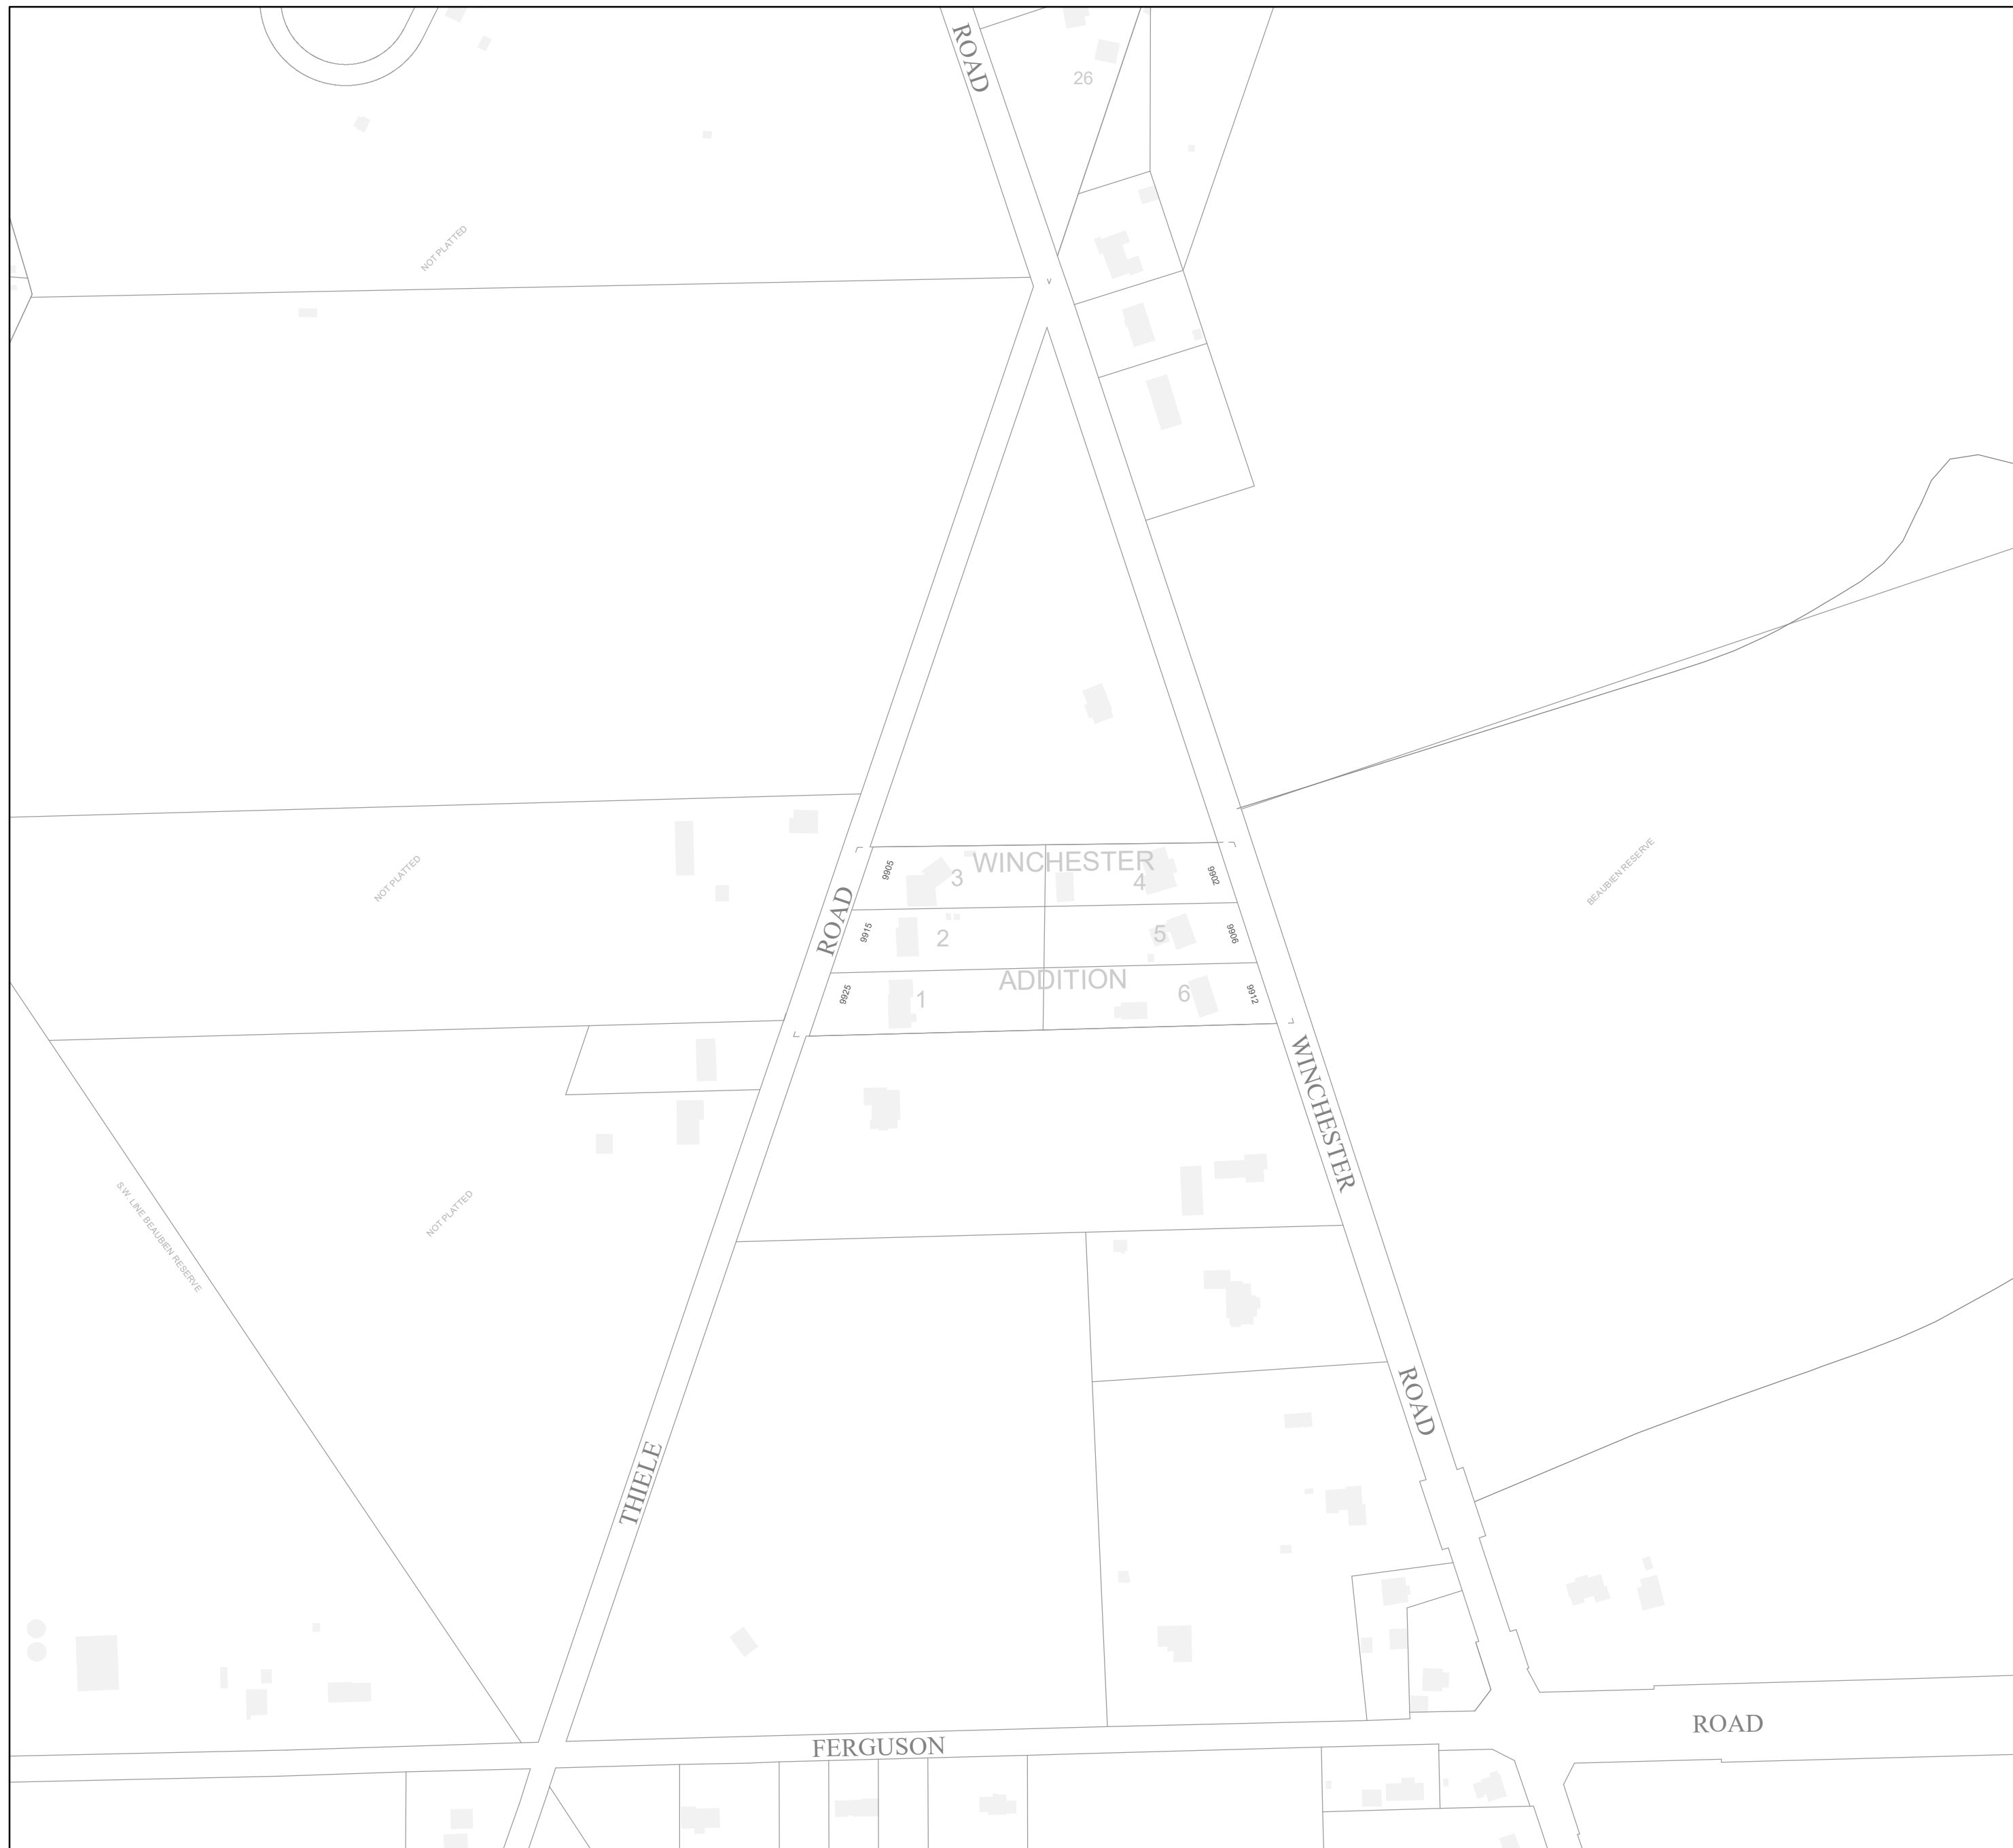 ROAD
26
NOT PLATTED
WINCHESTER
9905
3
4
9902
NOT PLATTED
BEAUBIEN RESERVE
ROAD
9915
2
5
9906
ADDITION
9925
1
6
9912
WINCHESTER
S.W. LINE BEAUBIEN RESERVE
NOT PLATTED
ROAD
THIELE
FERGUSON
ROAD